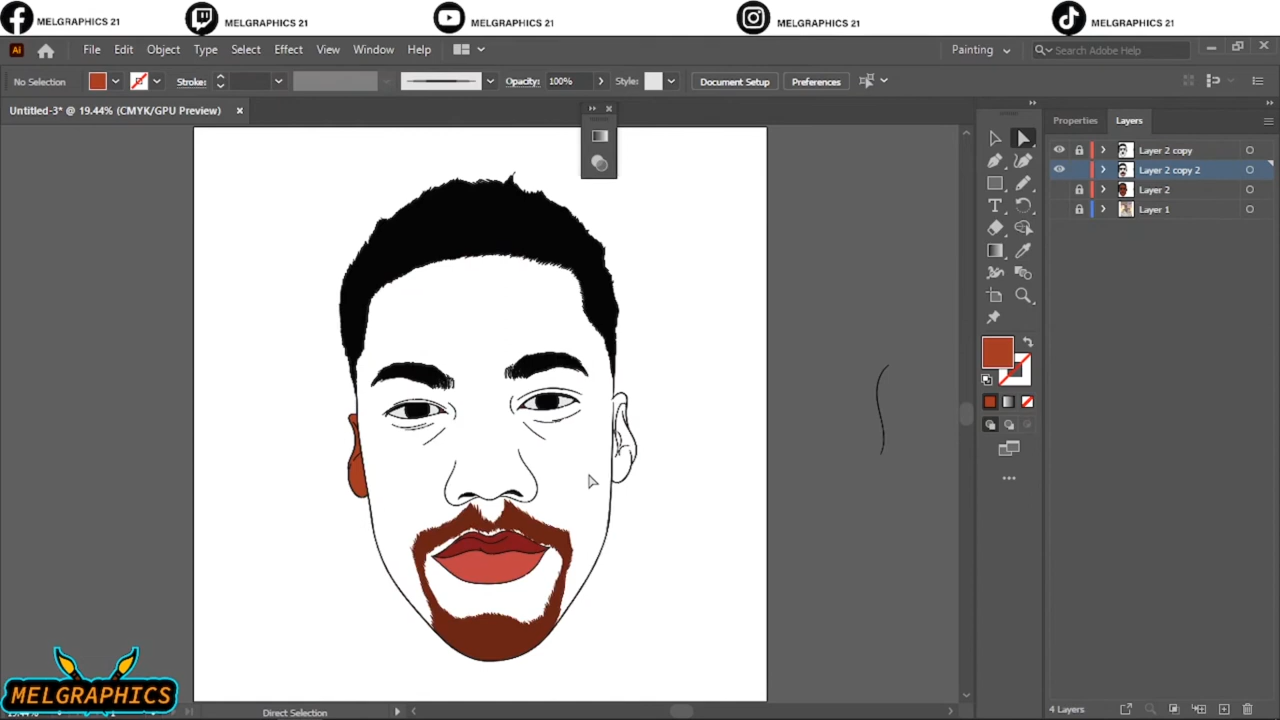 MELGRAPHICS 21
MELGRAPHICS 21
MELGRAPHICS 21
MELGRAPHICS 21
MELGRAPHICS 21
Ai
File Edit Object Type Select Effect View Window Help
Painting
Search Adobe Help
No Selection
Stroke:
Opacity: 100%
Style:
Document Setup
Preferences
Untitled-3* @ 19.44% (CMYK/GPU Preview)
Properties
Layers
Layer 2 copy
Layer 2 copy 2
Layer 2
Layer 1
MELGRAPHICS
Direct Selection
4 Layers